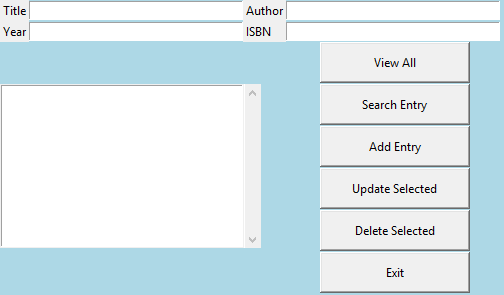 Title Author
Year ISBN
View All
Search Entry
Add Entry
Update Selected
Delete Selected
Exit